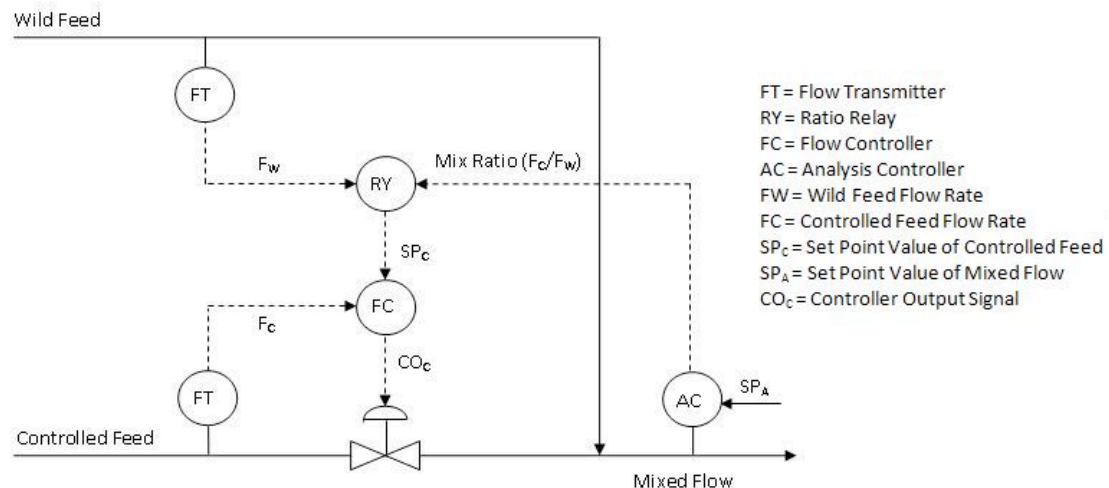 Wild Feed
FT
FW
Mix Ratio (FC/FW)
RY
SPC
FC
FC
COC
FT
AC
SPA
Controlled Feed
Mixed Flow
FT = Flow Transmitter
RY = Ratio Relay
FC = Flow Controller
AC = Analysis Controller
FW = Wild Feed Flow Rate
FC = Controlled Feed Flow Rate
SPC = Set Point Value of Controlled Feed
SPA = Set Point Value of Mixed Flow
COC = Controller Output Signal